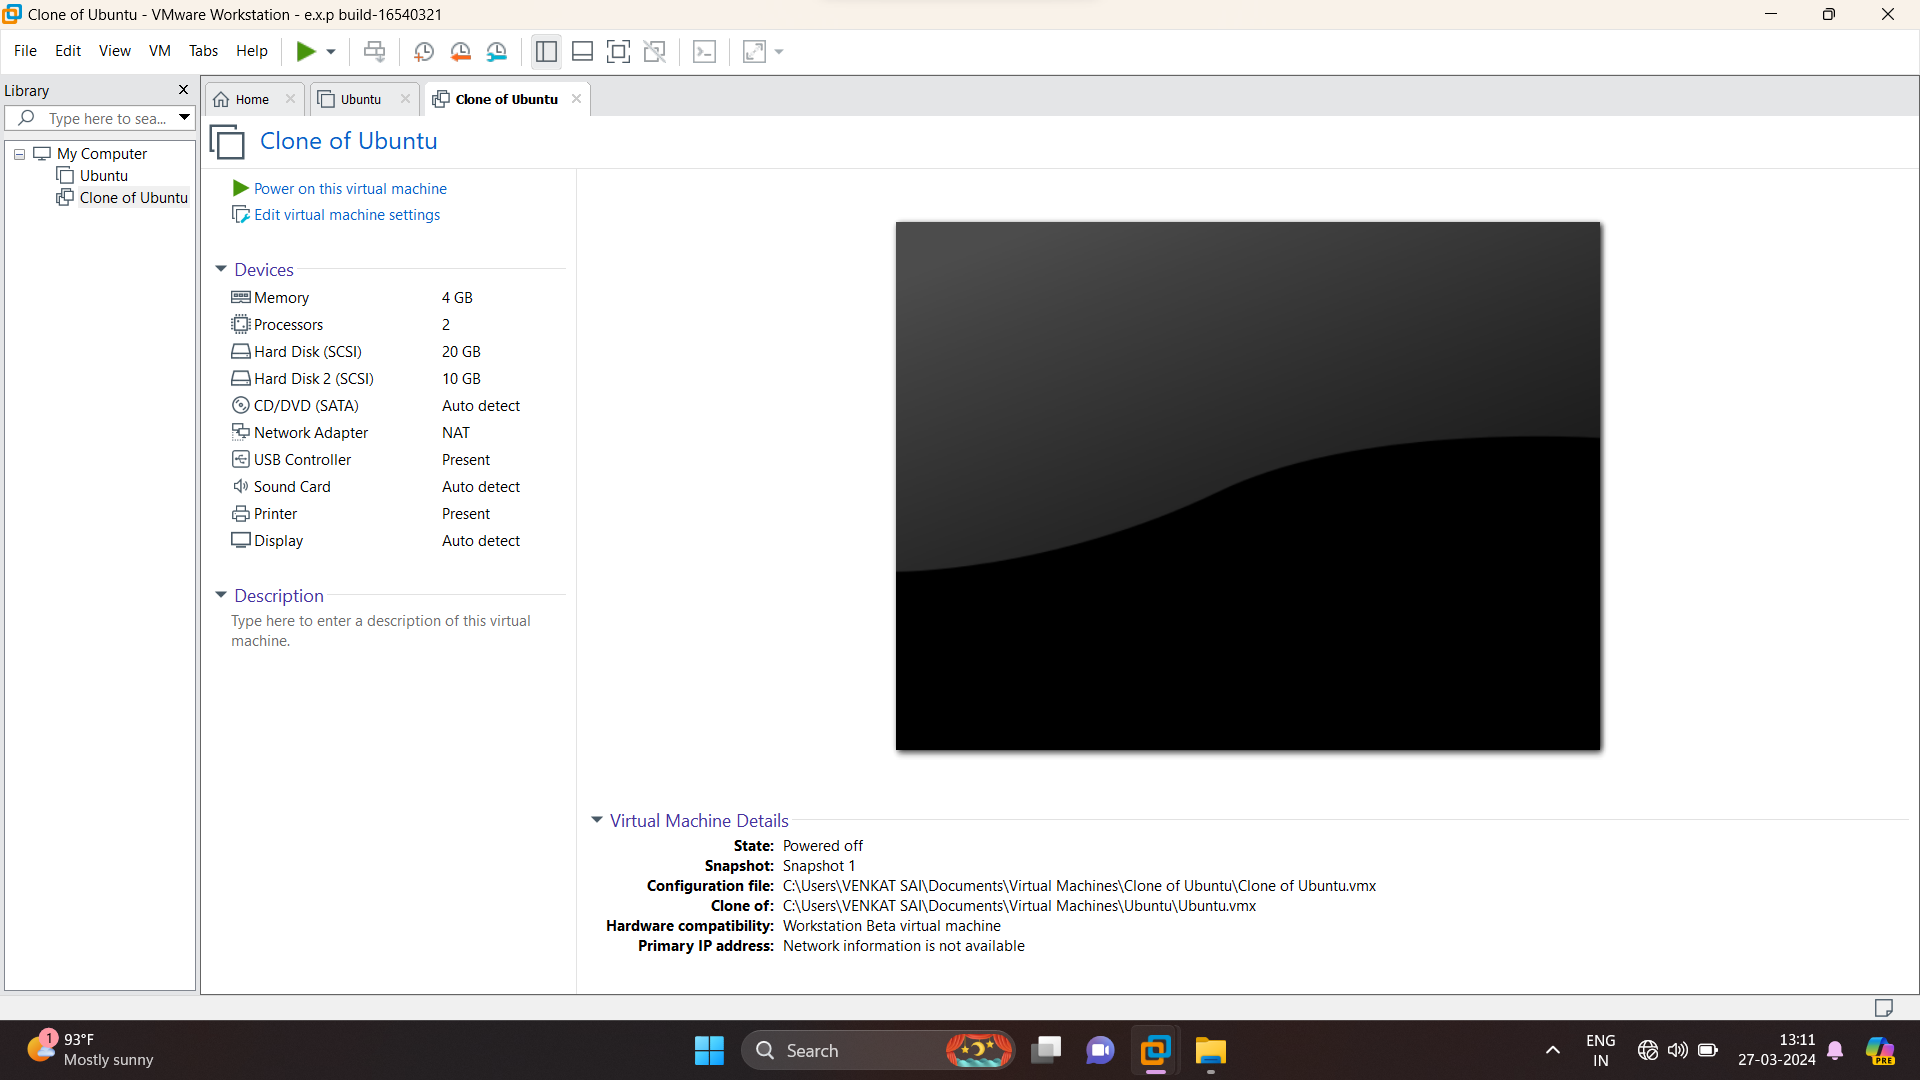 Clone of Ubuntu - VMware Workstation - e.x.p build-16540321
File Edit View VM Tabs Help
Library
Type here to sea...
My Computer
Ubuntu
Clone of Ubuntu
Home Ubuntu Clone of Ubuntu
Clone of Ubuntu
Power on this virtual machine
Edit virtual machine settings
Devices
Memory 4 GB
Processors 2
Hard Disk (SCSI) 20 GB
Hard Disk 2 (SCSI) 10 GB
CD/DVD (SATA) Auto detect
Network Adapter NAT
USB Controller Present
Sound Card Auto detect
Printer Present
Display Auto detect
Description
Type here to enter a description of this virtual
machine.
Virtual Machine Details
State: Powered off
Snapshot: Snapshot 1
Configuration file: C:\Users\VENKAT SAI\Documents\Virtual Machines\Clone of Ubuntu\Clone of Ubuntu.vmx
Clone of: C:\Users\VENKAT SAI\Documents\Virtual Machines\Ubuntu\Ubuntu.vmx
Hardware compatibility: Workstation Beta virtual machine
Primary IP address: Network information is not available
1
93°F
Mostly sunny
Search
ENG
IN
13:11
27-03-2024
PRE